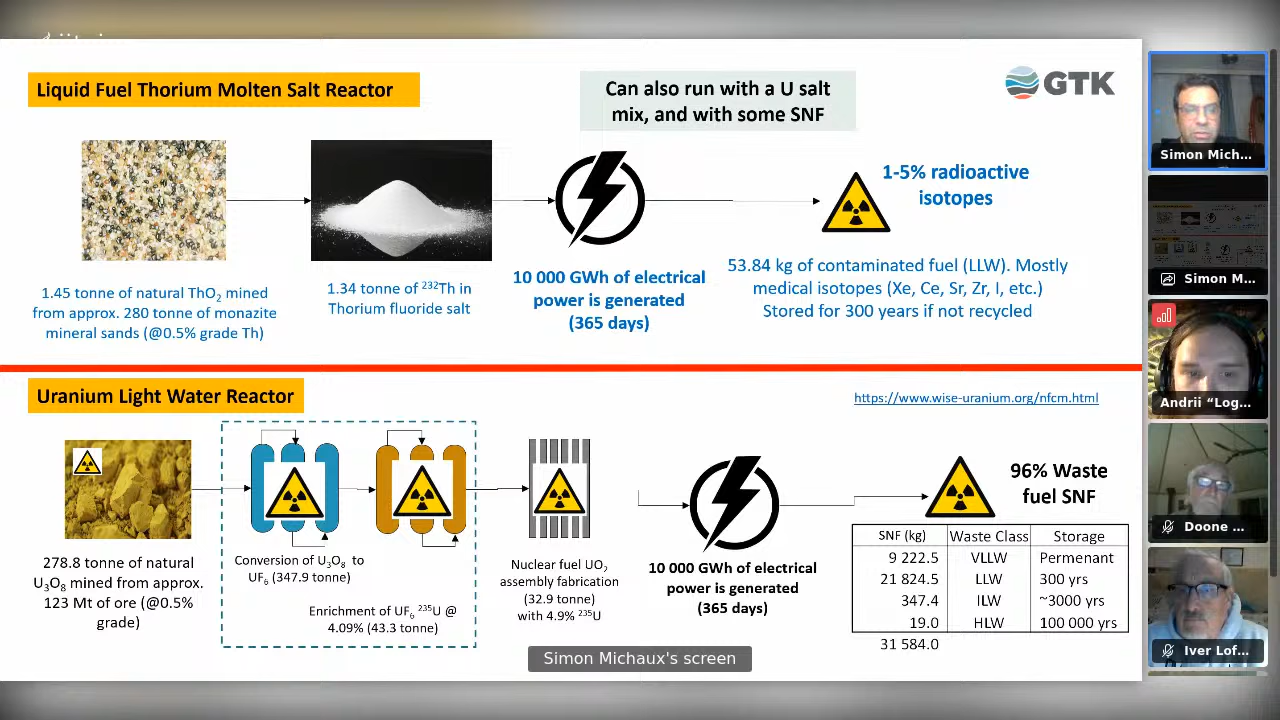 Liquid Fuel Thorium Molten Salt Reactor
Can also run with a U salt
mix, and with some SNF
GTK
1-5% radioactive
isotopes
1.45 tonne of natural ThO₂ mined
from approx. 280 tonne of monazite
mineral sands (@0.5% grade Th)
1.34 tonne of ²³²Th in
Thorium fluoride salt
10 000 GWh of electrical
power is generated
(365 days)
53.84 kg of contaminated fuel (LLW). Mostly
medical isotopes (Xe, Ce, Sr, Zr, I, etc.)
Stored for 300 years if not recycled
Uranium Light Water Reactor
https://www.wise-uranium.org/nfcm.html
278.8 tonne of natural
U₃O₈ mined from approx.
123 Mt of ore (@0.5%
grade)
Conversion of U₃O₈ to
UF₆ (347.9 tonne)
Enrichment of UF₆ ²³⁵U @
4.09% (43.3 tonne)
Nuclear fuel UO₂
assembly fabrication
(32.9 tonne)
with 4.9% ²³⁵U
10 000 GWh of electrical
power is generated
(365 days)
96% Waste
fuel SNF
SNF (kg) Waste Class Storage
9 222.5 VLLW Permenant
21 824.5 LLW 300 yrs
347.4 ILW ~3000 yrs
19.0 HLW 100 000 yrs
31 584.0
Simon Michaux's screen
Simon Mich...
Simon M...
Andrii “Log...
Doone ...
Iver Lof...